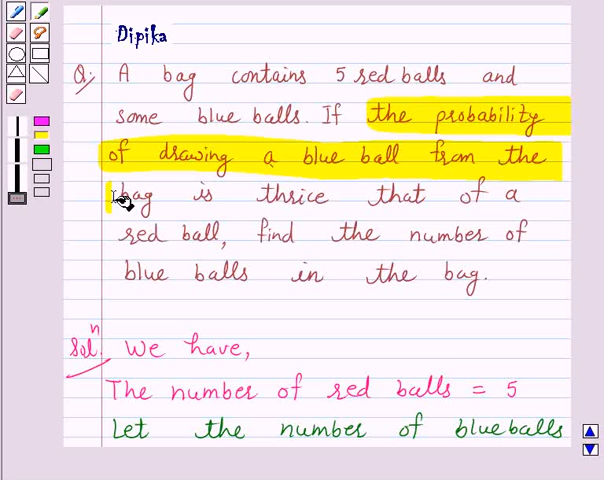 Dipika
Q: A bag contains 5 red balls and
some blue balls. If the probability
of drawing a blue ball from the
bag is thrice that of a
red ball, find the number of
blue balls in the bag.
Solⁿ. We have,
The number of red balls = 5
Let the number of blue balls